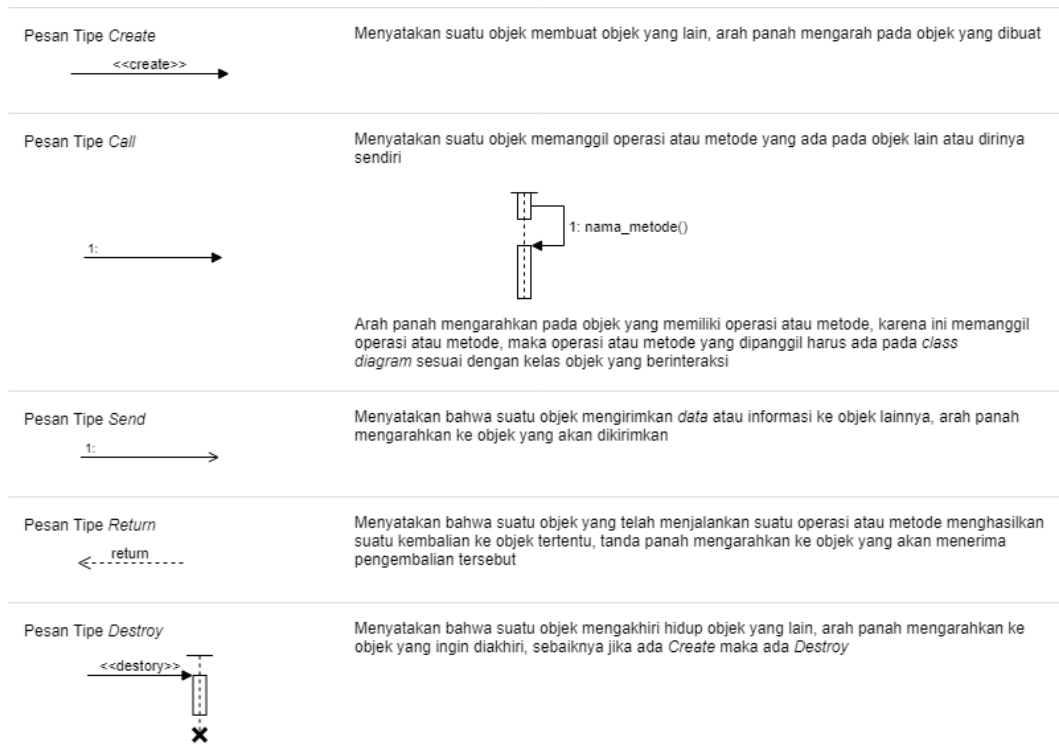 Pesan Tipe Create
Menyatakan suatu objek membuat objek yang lain, arah panah mengarah pada objek yang dibuat
<<create>>
Pesan Tipe Call
Menyatakan suatu objek memanggil operasi atau metode yang ada pada objek lain atau dirinya
sendiri
1:
1: nama_metode()
Arah panah mengarahkan pada objek yang memiliki operasi atau metode, karena ini memanggil
operasi atau metode, maka operasi atau metode yang dipanggil harus ada pada class
diagram sesuai dengan kelas objek yang berinteraksi
Pesan Tipe Send
Menyatakan bahwa suatu objek mengirimkan data atau informasi ke objek lainnya, arah panah
mengarahkan ke objek yang akan dikirimkan
1:
Pesan Tipe Return
Menyatakan bahwa suatu objek yang telah menjalankan suatu operasi atau metode menghasilkan
suatu kembalian ke objek tertentu, tanda panah mengarahkan ke objek yang akan menerima
pengembalian tersebut
return
Pesan Tipe Destroy
Menyatakan bahwa suatu objek mengakhiri hidup objek yang lain, arah panah mengarahkan ke
objek yang ingin diakhiri, sebaiknya jika ada Create maka ada Destroy
<<destory>>